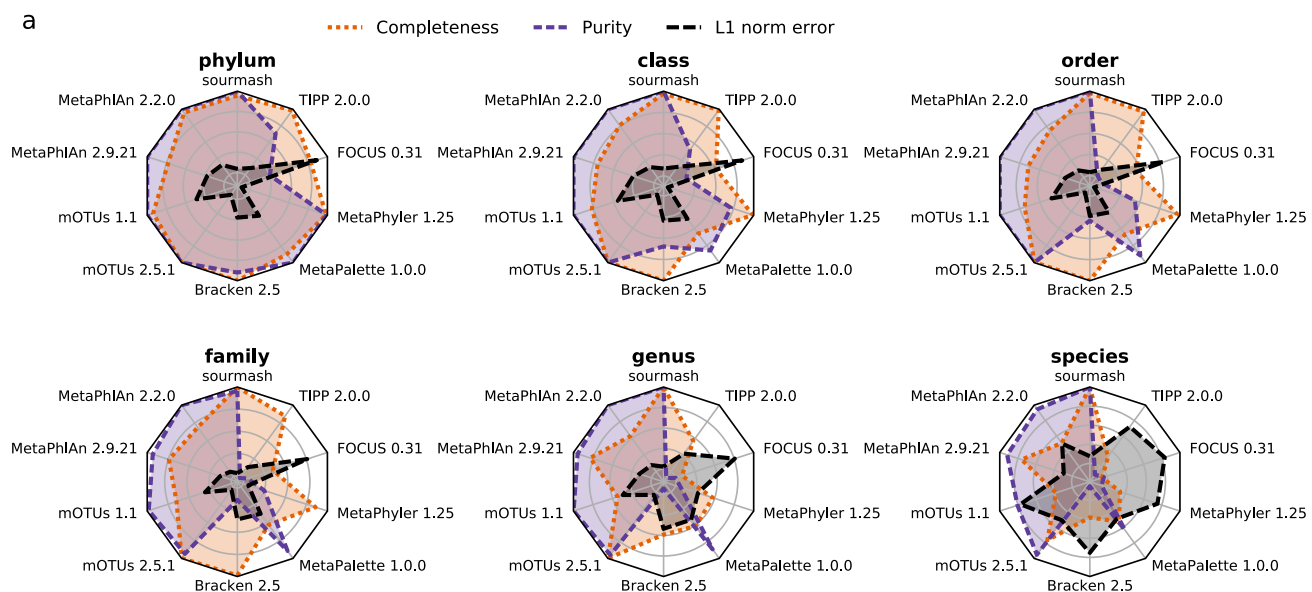 a
Completeness Purity L1 norm error
phylum
sourmash
MetaPhlAn 2.2.0 TIPP 2.0.0
MetaPhlAn 2.9.21 FOCUS 0.31
mOTUs 1.1 MetaPhyler 1.25
mOTUs 2.5.1 MetaPalette 1.0.0
Bracken 2.5
class
sourmash
MetaPhlAn 2.2.0 TIPP 2.0.0
MetaPhlAn 2.9.21 FOCUS 0.31
mOTUs 1.1 MetaPhyler 1.25
mOTUs 2.5.1 MetaPalette 1.0.0
Bracken 2.5
order
sourmash
MetaPhlAn 2.2.0 TIPP 2.0.0
MetaPhlAn 2.9.21 FOCUS 0.31
mOTUs 1.1 MetaPhyler 1.25
mOTUs 2.5.1 MetaPalette 1.0.0
Bracken 2.5
family
sourmash
MetaPhlAn 2.2.0 TIPP 2.0.0
MetaPhlAn 2.9.21 FOCUS 0.31
mOTUs 1.1 MetaPhyler 1.25
mOTUs 2.5.1 MetaPalette 1.0.0
Bracken 2.5
genus
sourmash
MetaPhlAn 2.2.0 TIPP 2.0.0
MetaPhlAn 2.9.21 FOCUS 0.31
mOTUs 1.1 MetaPhyler 1.25
mOTUs 2.5.1 MetaPalette 1.0.0
Bracken 2.5
species
sourmash
MetaPhlAn 2.2.0 TIPP 2.0.0
MetaPhlAn 2.9.21 FOCUS 0.31
mOTUs 1.1 MetaPhyler 1.25
mOTUs 2.5.1 MetaPalette 1.0.0
Bracken 2.5